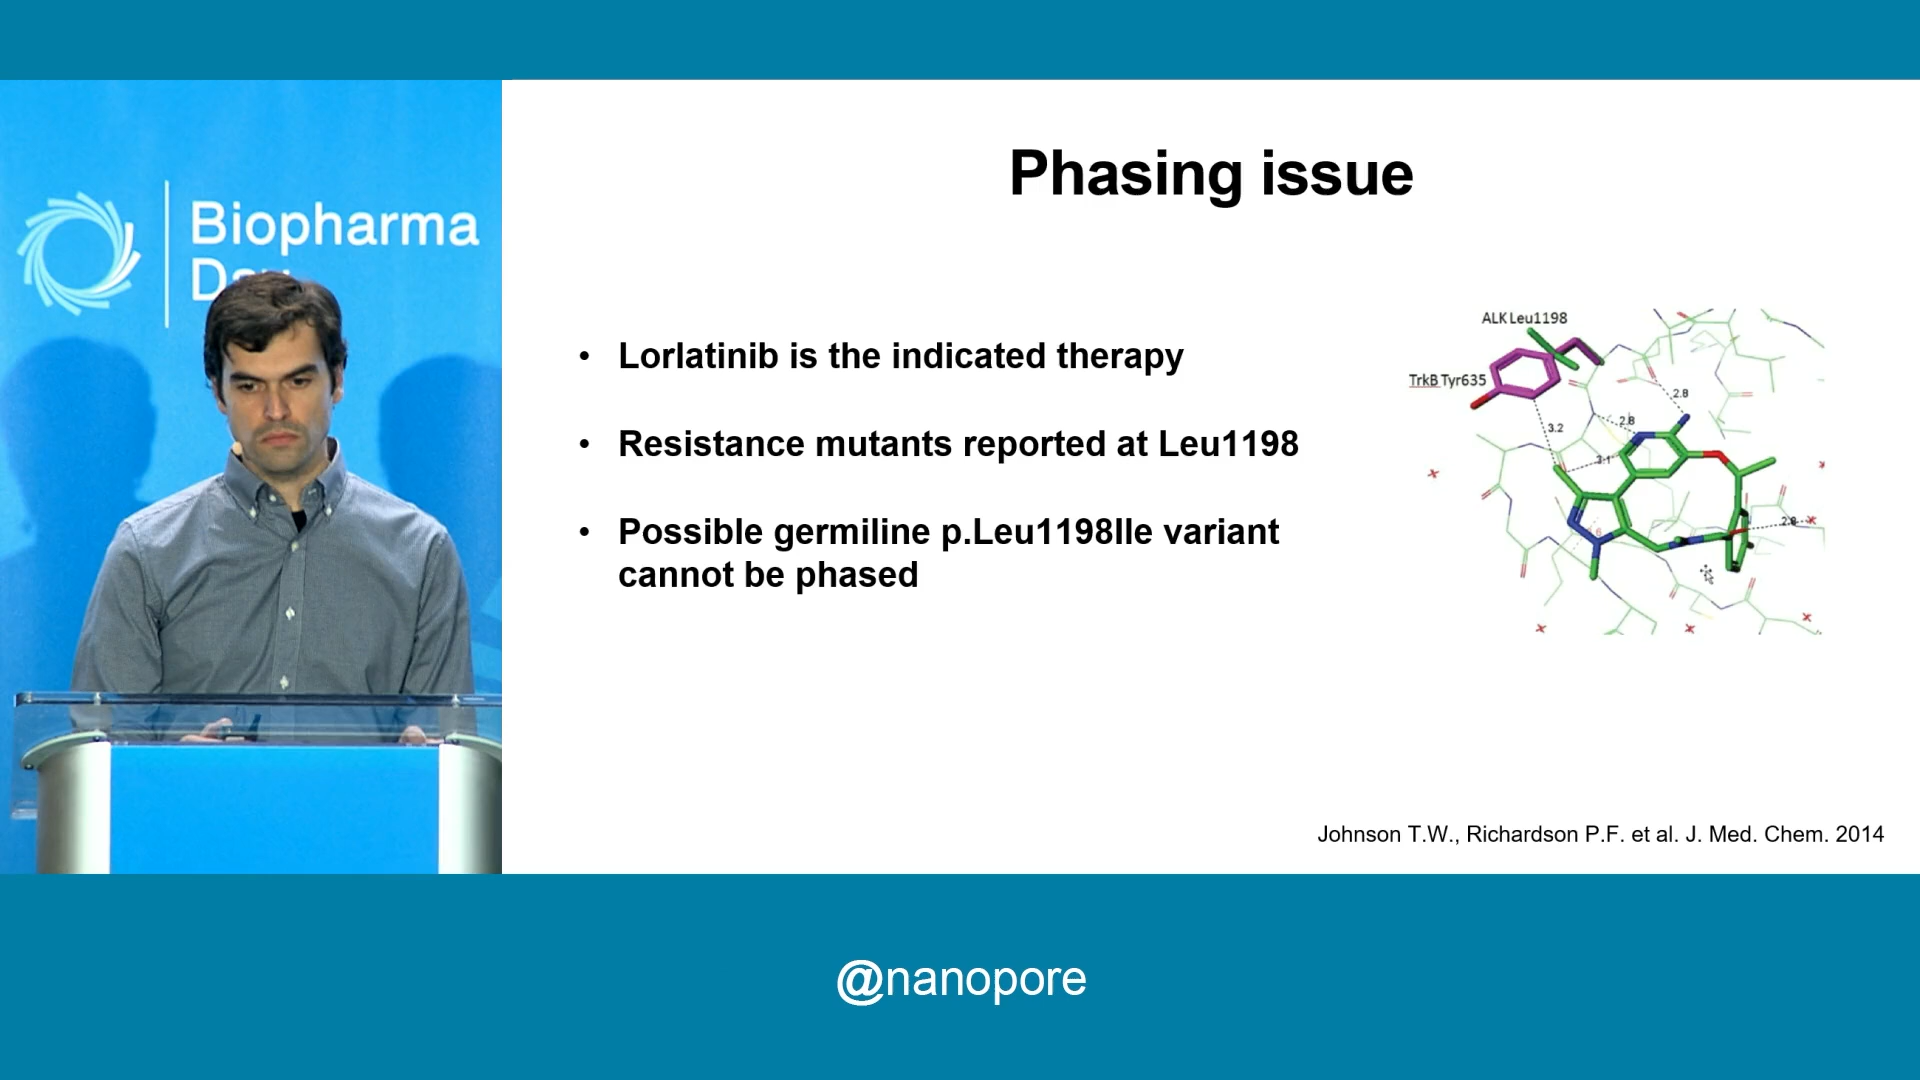 Biopharma
Phasing issue
• Lorlatinib is the indicated therapy
• Resistance mutants reported at Leu1198
• Possible germiline p.Leu1198Ile variant
cannot be phased
ALK Leu1198
TrkB Tyr635
2.8
2.8
3.2
3.1
2.8
Johnson T.W., Richardson P.F. et al. J. Med. Chem. 2014
@nanopore